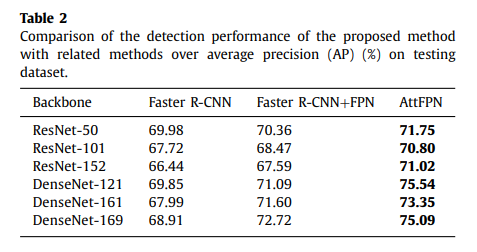 Table 2
Comparison of the detection performance of the proposed method
with related methods over average precision (AP) (%) on testing
dataset.
Backbone Faster R-CNN Faster R-CNN+FPN AttFPN
ResNet-50 69.98 70.36 71.75
ResNet-101 67.72 68.47 70.80
ResNet-152 66.44 67.59 71.02
DenseNet-121 69.85 71.09 75.54
DenseNet-161 67.99 71.60 73.35
DenseNet-169 68.91 72.72 75.09